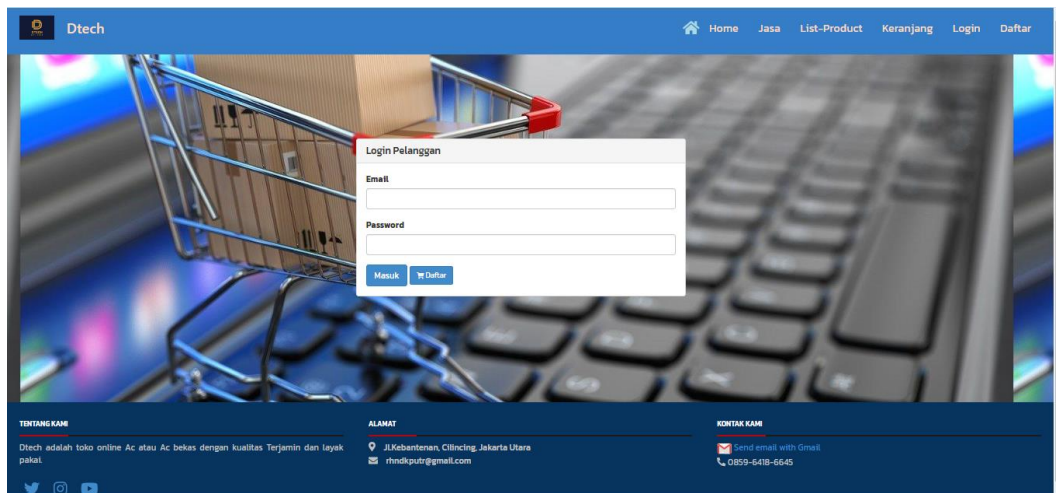 Dtech
Home Jasa List-Product Keranjang Login Daftar
Login Pelanggan
Email
Password
Masuk Daftar
TENTANG KAMI
Dtech adalah toko online Ac atau Ac bekas dengan kualitas Terjamin dan layak
pakai.
ALAMAT
Jl.Kebantenan, Cilincing, Jakarta Utara
rhndkputr@gmail.com
KONTAK KAMI
Send email with Gmail
0859-6418-6645